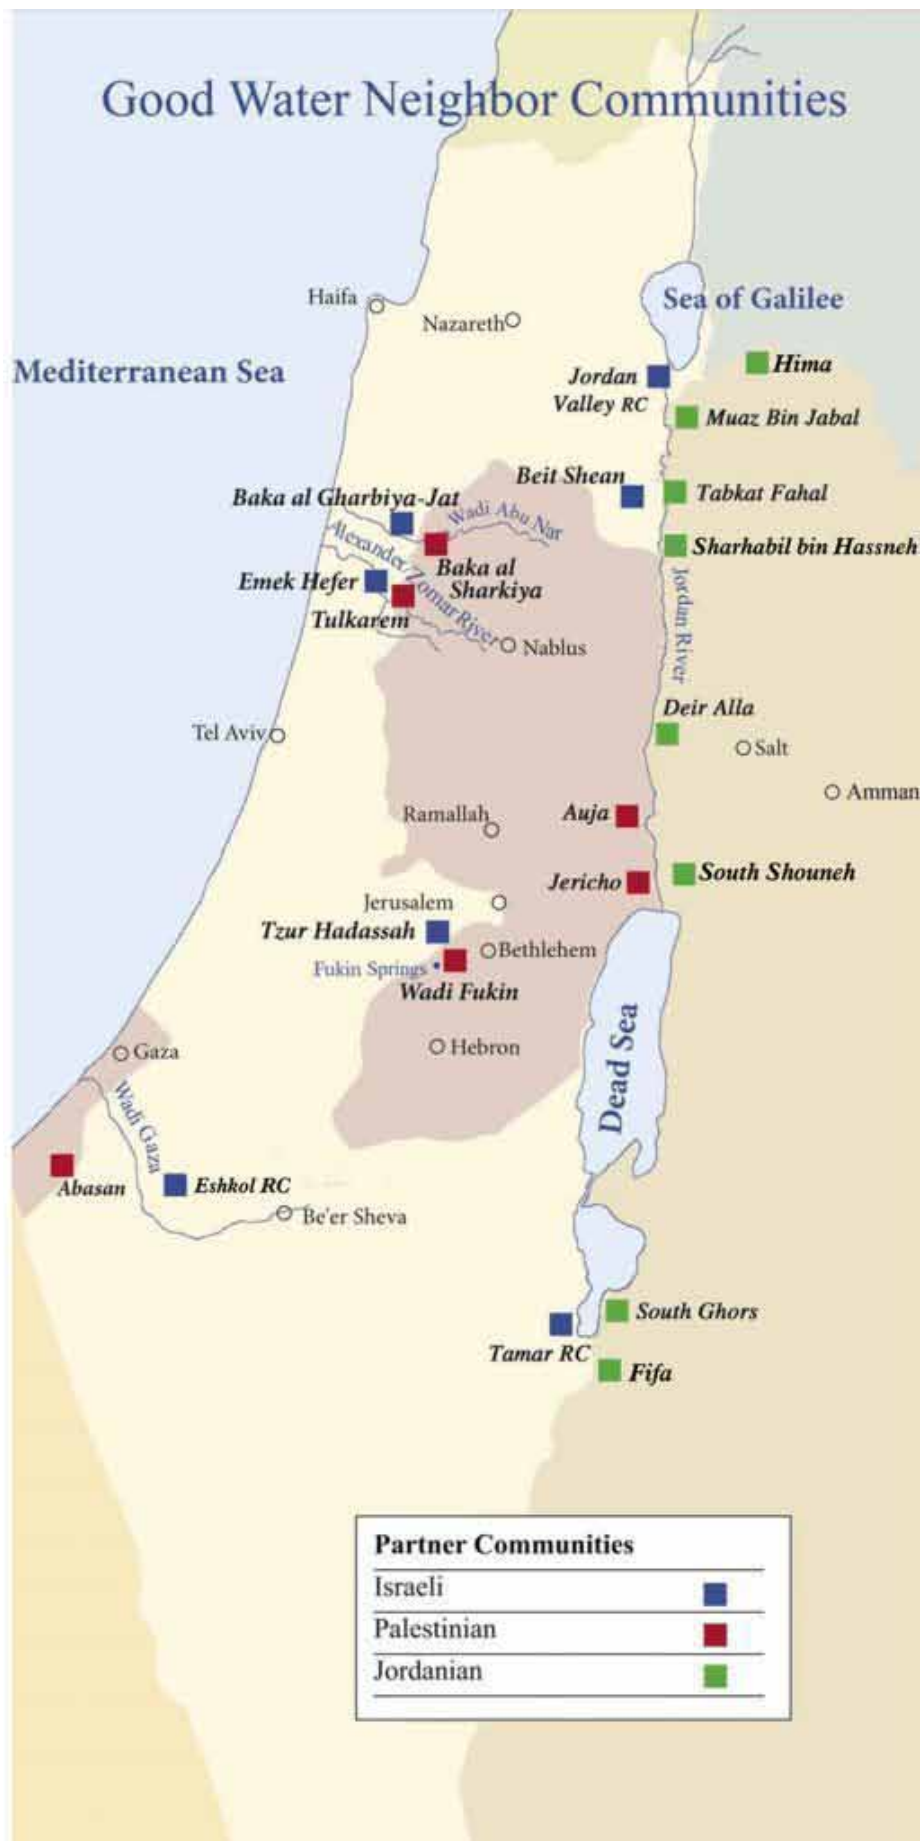 Good Water Neighbor Communities
Haifa
Nazareth
Sea of Galilee
Mediterranean Sea
Hima
Jordan
Valley RC
Muaz Bin Jabal
Beit Shean
Tabkat Fahal
Baka al Gharbiya-Jat
Wadi Abu Nar
Sharhabil bin Hassneh
Alexander/Zomar River
Baka al
Sharkiya
Emek Hefer
Tulkarem
Jordan River
Nablus
Deir Alla
Tel Aviv
Salt
Amman
Ramallah
Auja
Jericho
South Shouneh
Jerusalem
Tzur Hadassah
Bethlehem
Fukin Springs
Wadi Fukin
Dead Sea
Hebron
Gaza
Wadi Gaza
Abasan
Eshkol RC
Be'er Sheva
South Ghors
Tamar RC
Fifa
Partner Communities
Israeli
Palestinian
Jordanian